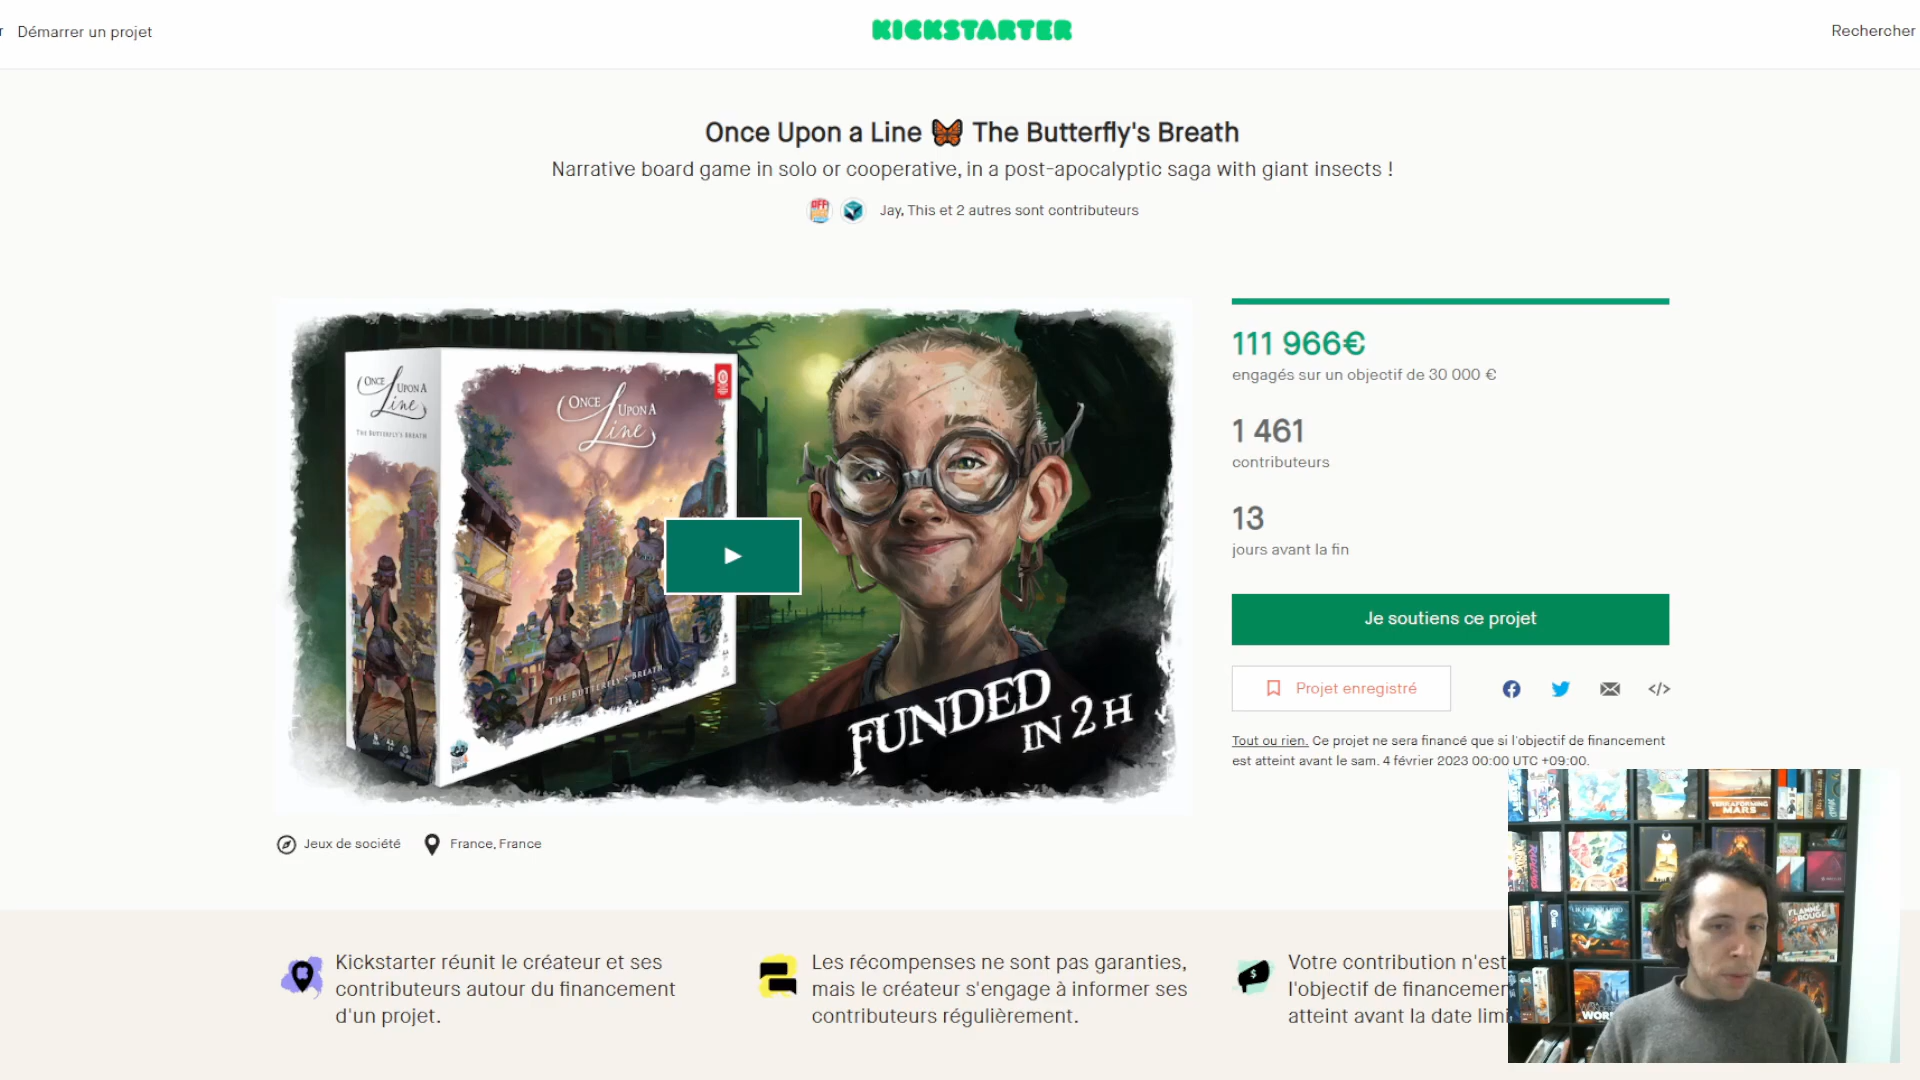 Démarrer un projet
KICKSTARTER
Rechercher
Once Upon a Line 🦋 The Butterfly's Breath
Narrative board game in solo or cooperative, in a post-apocalyptic saga with giant insects !
Jay, This et 2 autres sont contributeurs
ONCE UPON A
Line
THE BUTTERFLY'S BREATH
ONCE UPON A
Line
THE BUTTERFLY'S BREATH
FUNDED
IN 2 H
111 966€
engagés sur un objectif de 30 000 €
1 461
contributeurs
13
jours avant la fin
Je soutiens ce projet
Projet enregistré
</>
Tout ou rien. Ce projet ne sera financé que si l'objectif de financement
est atteint avant le sam. 4 février 2023 00:00 UTC +09:00.
Jeux de société
France, France
Kickstarter réunit le créateur et ses
contributeurs autour du financement
d'un projet.
Les récompenses ne sont pas garanties,
mais le créateur s'engage à informer ses
contributeurs régulièrement.
Votre contribution n'est
l'objectif de financemen
atteint avant la date lim
TERRAFORMING
MARS
FLAMME
ROUGE